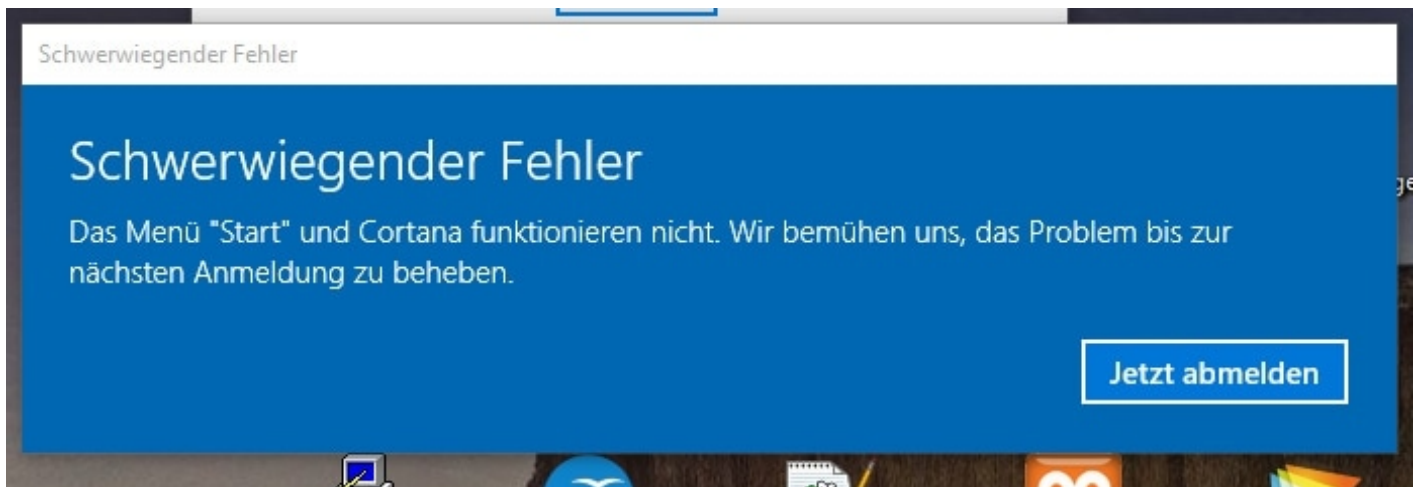 Schwerwiegender Fehler
Schwerwiegender Fehler
Das Menü "Start" und Cortana funktionieren nicht. Wir bemühen uns, das Problem bis zur
nächsten Anmeldung zu beheben.
Jetzt abmelden